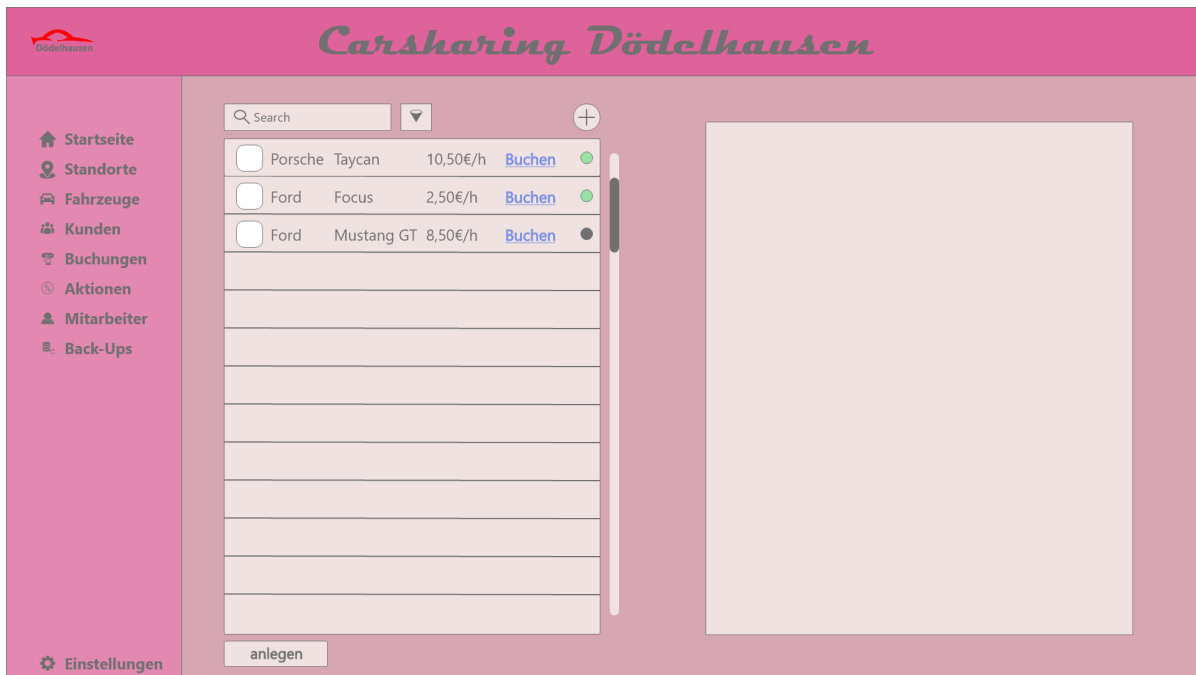 Dödelhausen
Carsharing Dödelhausen
Startseite
Standorte
Fahrzeuge
Kunden
Buchungen
Aktionen
Mitarbeiter
Back-Ups
Einstellungen
Search
Porsche Taycan 10,50€/h Buchen
Ford Focus 2,50€/h Buchen
Ford Mustang GT 8,50€/h Buchen
anlegen